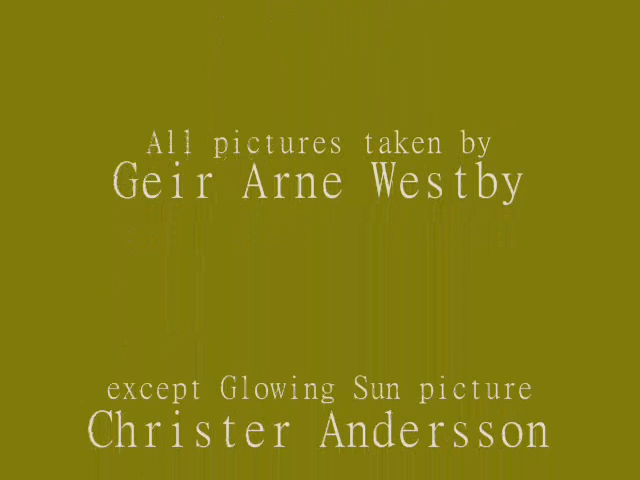 All pictures taken by
Geir Arne Westby
except Glowing Sun picture
Christer Andersson